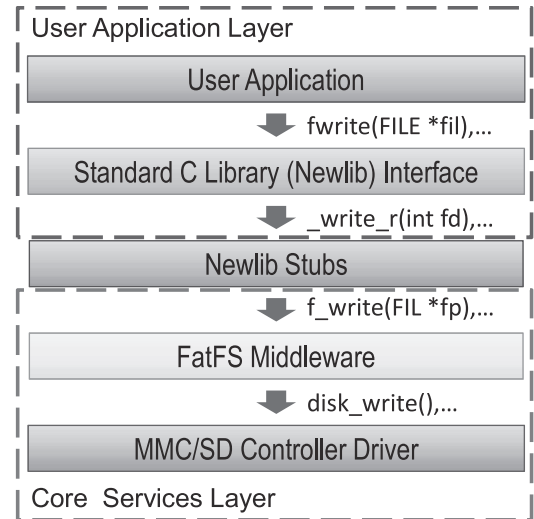 User Application Layer
User Application
fwrite(FILE *fil),...
Standard C Library (Newlib) Interface
_write_r(int fd),...
Newlib Stubs
f_write(FIL *fp),...
FatFS Middleware
disk_write(),...
MMC/SD Controller Driver
Core Services Layer